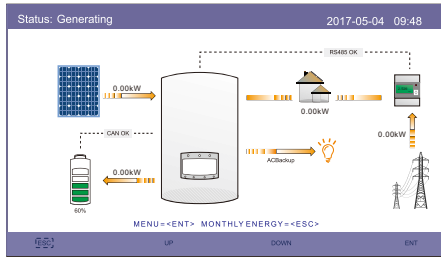 Status: Generating 2017-05-04 09:48
RS485 OK
0.00kW
0.00kW
CAN OK
0.00kW
0.00kW
ACBackup
60%
MENU=<ENT> MONTHLY ENERGY=<ESC>
ESC UP DOWN ENT